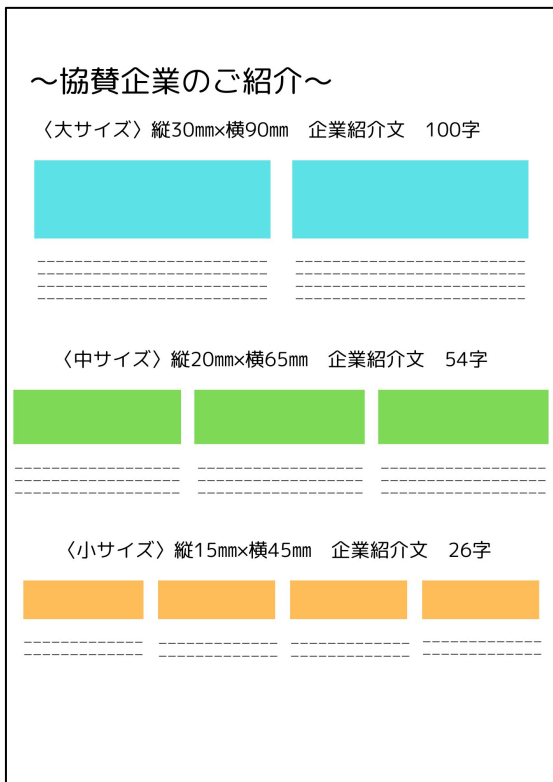 ～協賛企業のご紹介～
〈大サイズ〉縦30㎜×横90㎜　企業紹介文　100字
〈中サイズ〉縦20㎜×横65㎜　企業紹介文　54字
〈小サイズ〉縦15㎜×横45㎜　企業紹介文　26字